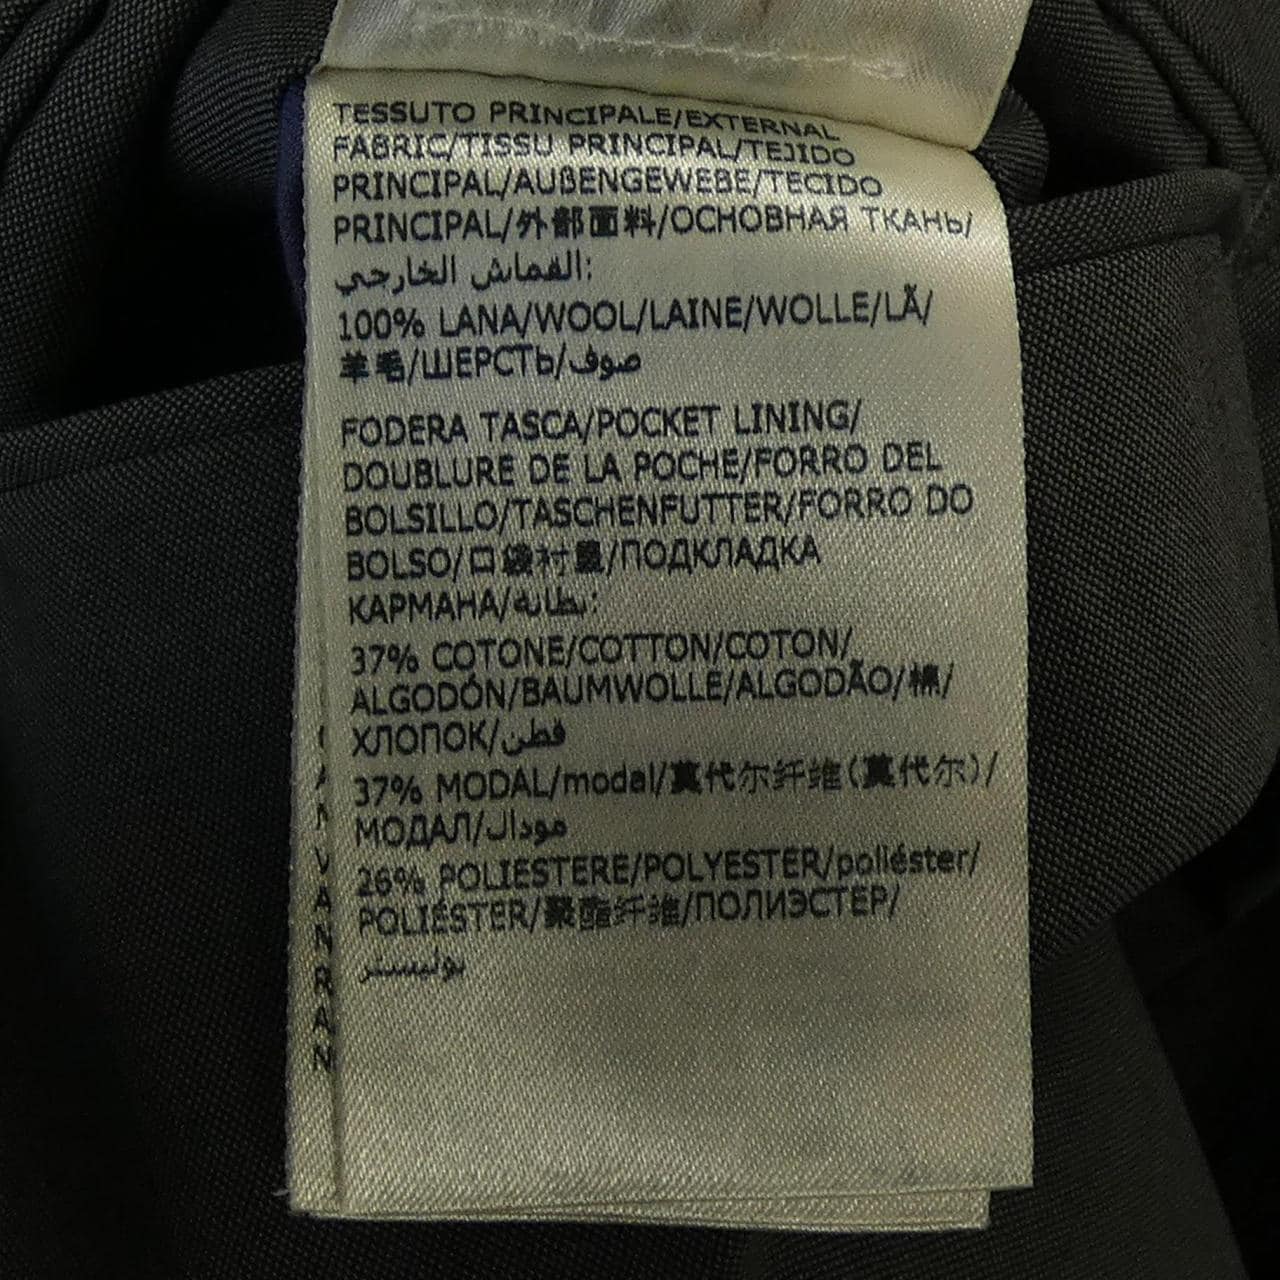 TESSUTO PRINCIPALE/EXTERNAL
FABRIC/TISSU PRINCIPAL/TEJIDO
PRINCIPAL/AUßENGEWEBE/TECIDO
PRINCIPAL/外部面料/ОСНОВНАЯ ТКАНЬ/
القماش الخارجي:
100% LANA/WOOL/LAINE/WOLLE/LÃ/
羊毛/ШЕРСТЬ/صوف
FODERA TASCA/POCKET LINING/
DOUBLURE DE LA POCHE/FORRO DEL
BOLSILLO/TASCHENFUTTER/FORRO DO
BOLSO/口袋衬里/ПОДКЛАДКА
КАРМАНА/بطانة:
37% COTONE/COTTON/COTON/
ALGODÓN/BAUMWOLLE/ALGODÃO/棉/
ХЛОПОК/قطن
37% MODAL/modal/莫代尔纤维(莫代尔)/
МОДАЛ/مودال
26% POLIESTERE/POLYESTER/poliéster/
POLIÉSTER/聚酯纤维/ПОЛИЭСТЕР/
بوليستر